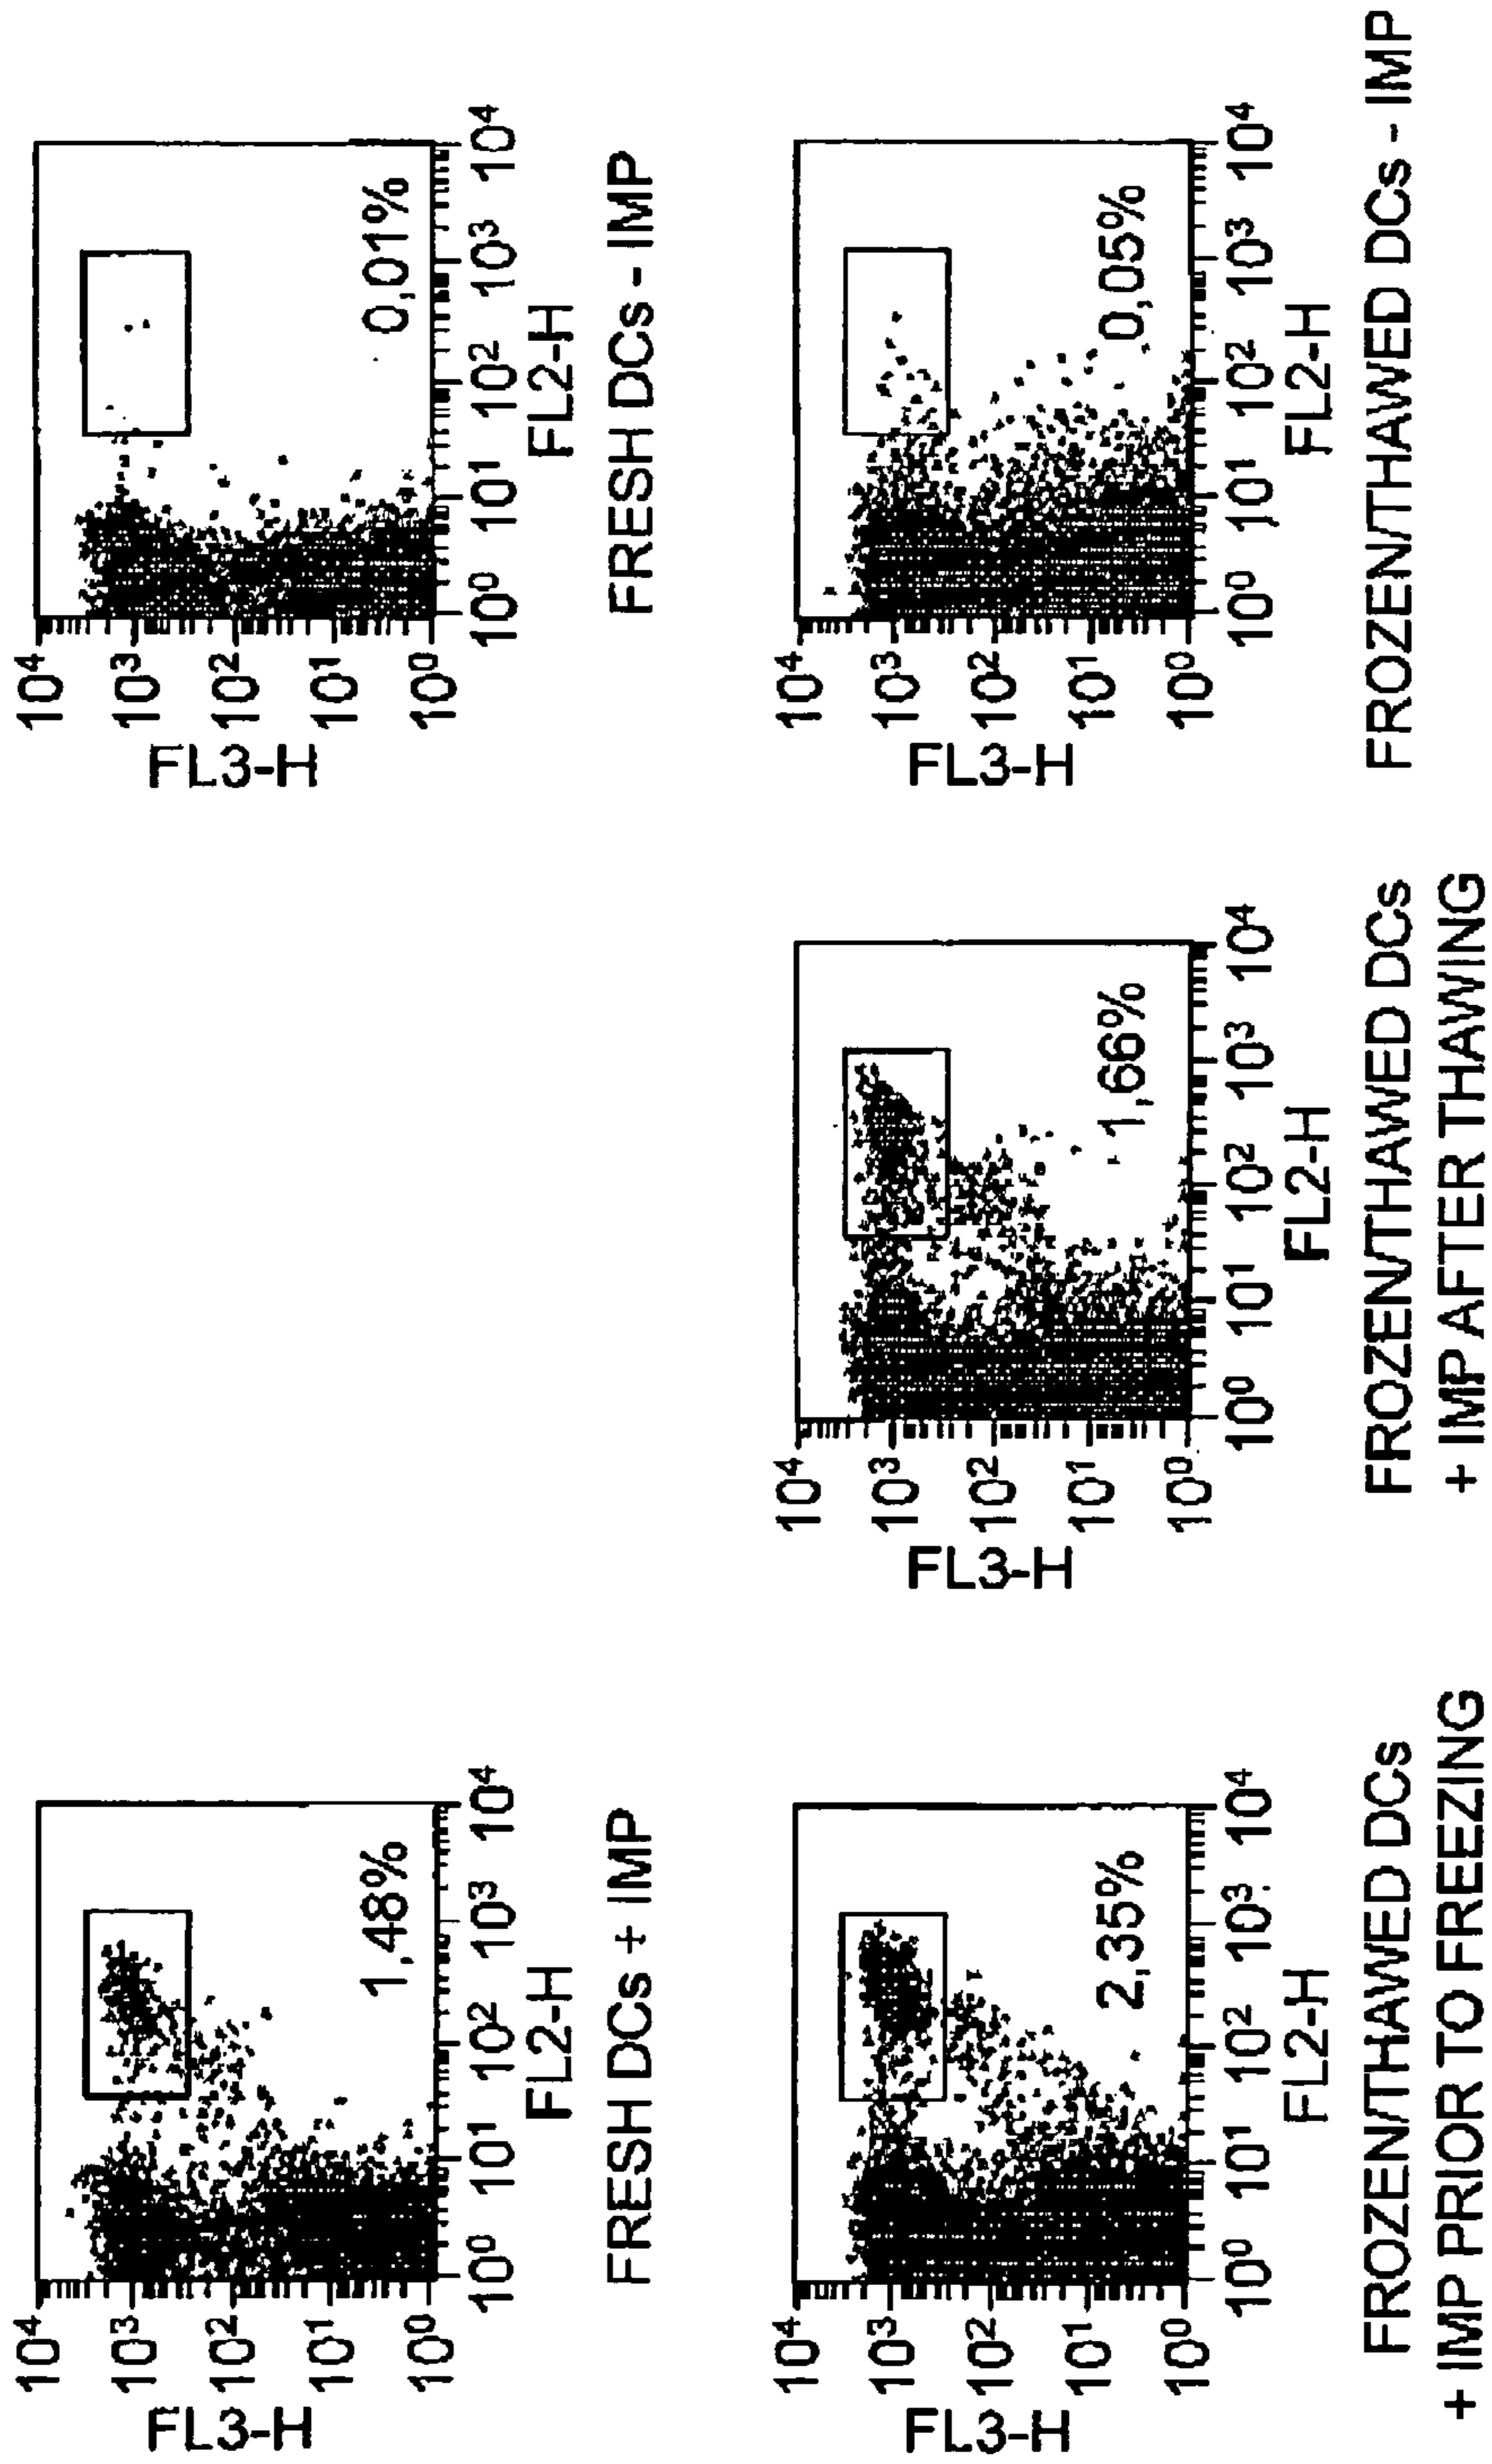 10⁴
10³
10²
10¹
10⁰
FL3-H
1,48%
10⁰ 10¹ 10² 10³ 10⁴
FL2-H
FRESH DCs + IMP
10⁴
10³
10²
10¹
10⁰
FL3-H
0,01%
10⁰ 10¹ 10² 10³ 10⁴
FL2-H
FRESH DCs - IMP
10⁴
10³
10²
10¹
10⁰
FL3-H
2,35%
10⁰ 10¹ 10² 10³ 10⁴
FL2-H
FROZEN/THAWED DCs
+ IMP PRIOR TO FREEZING
10⁴
10³
10²
10¹
10⁰
FL3-H
1,66%
10⁰ 10¹ 10² 10³ 10⁴
FL2-H
FROZEN/THAWED DCs
+ IMP AFTER THAWING
10⁴
10³
10²
10¹
10⁰
FL3-H
0,05%
10⁰ 10¹ 10² 10³ 10⁴
FL2-H
FROZEN/THAWED DCs - IMP